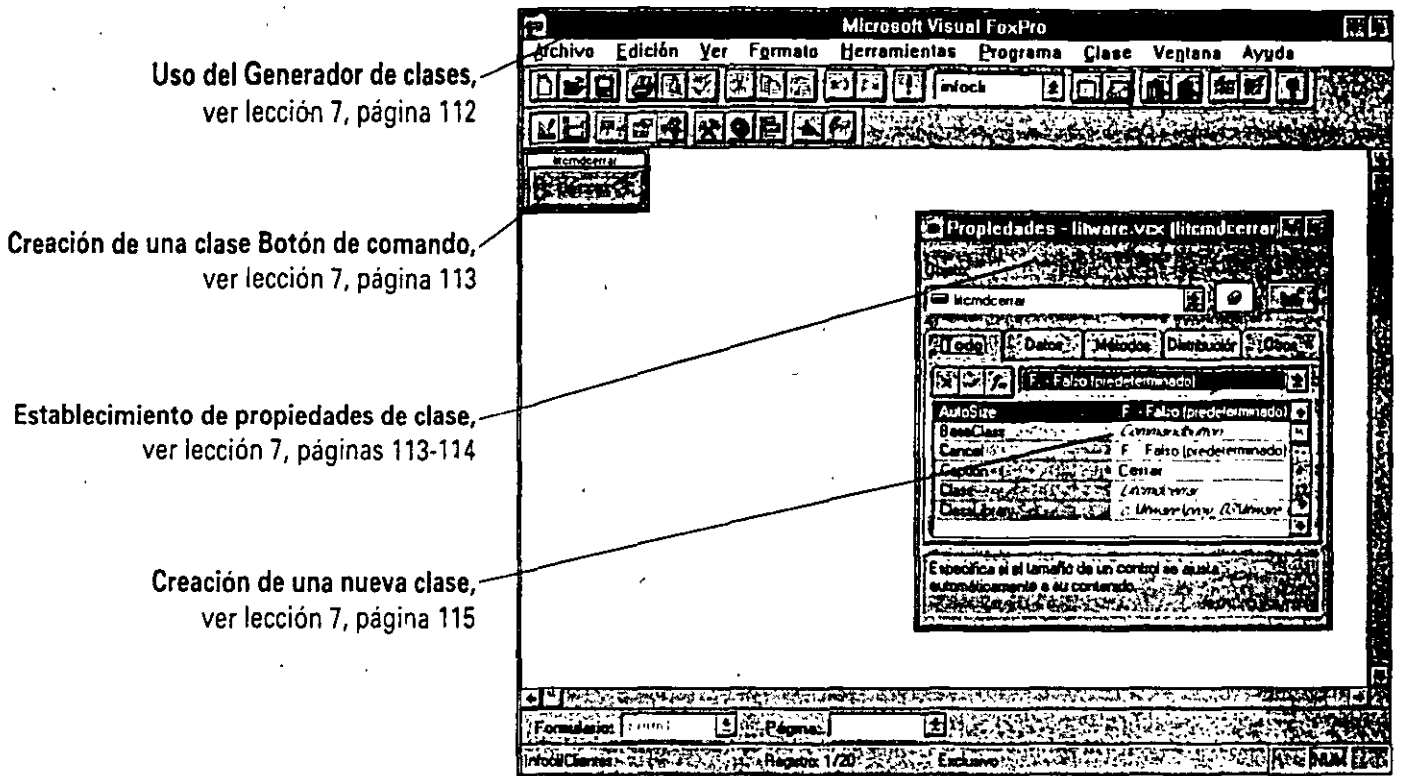 Microsoft Visual FoxPro
Archivo Edición Ver Formato Herramientas Programa Clase Ventana Ayuda
Uso del Generador de clases,
ver lección 7, página 112
litcmdcerrar
Cerrar
Creación de una clase Botón de comando,
ver lección 7, página 113
Propiedades - litware.vcx (litcmdcerrar)
litcmdcerrar
Todo Datos Métodos Distribución Otros
F. - Falso (predeterminado)
Establecimiento de propiedades de clase,
ver lección 7, páginas 113-114
AutoSize F. - Falso (predeterminado)
BaseClass Commandbutton
Cancel F. - Falso (predeterminado)
Caption Cerrar
Class Litcmdcerrar
ClassLibrary
Creación de una nueva clase,
ver lección 7, página 115
Especifica si el tamaño de un control se ajusta
automáticamente a su contenido.
Formulario: Página:
Registro: 1/20 Exclusivo NUM